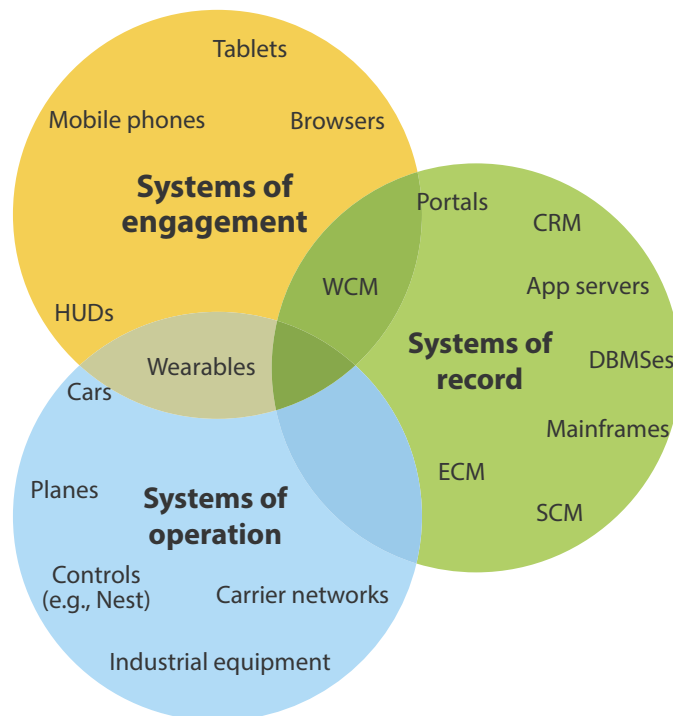 Tablets
Mobile phones
Browsers
Systems of
engagement
HUDs
Portals
CRM
WCM
App servers
Systems of
record
DBMSes
Mainframes
ECM
SCM
Wearables
Cars
Planes
Systems of
operation
Controls
(e.g., Nest)
Carrier networks
Industrial equipment